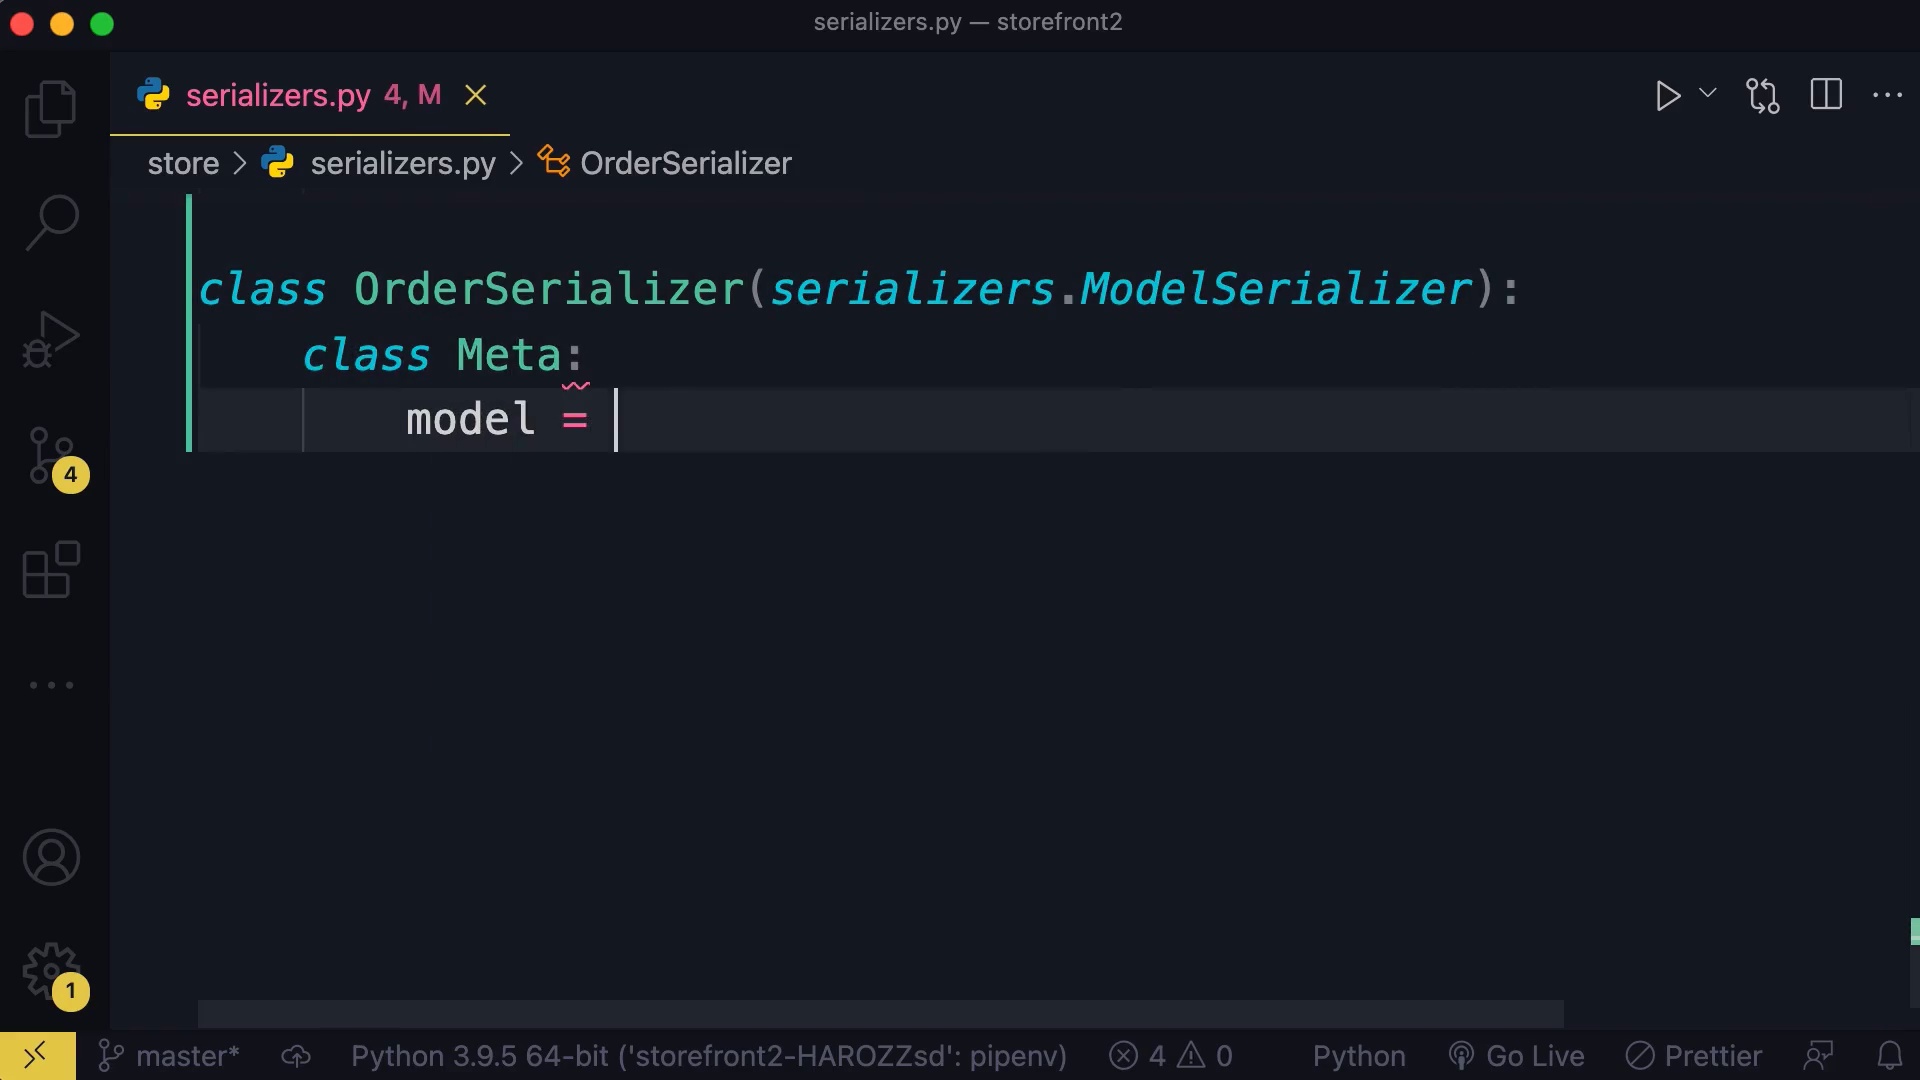 serializers.py — storefront2
serializers.py 4, M
store > serializers.py > OrderSerializer
class OrderSerializer(serializers.ModelSerializer):
class Meta:
model =
4
1
master* Python 3.9.5 64-bit ('storefront2-HAROZZsd': pipenv) 4 0 Python Go Live Prettier